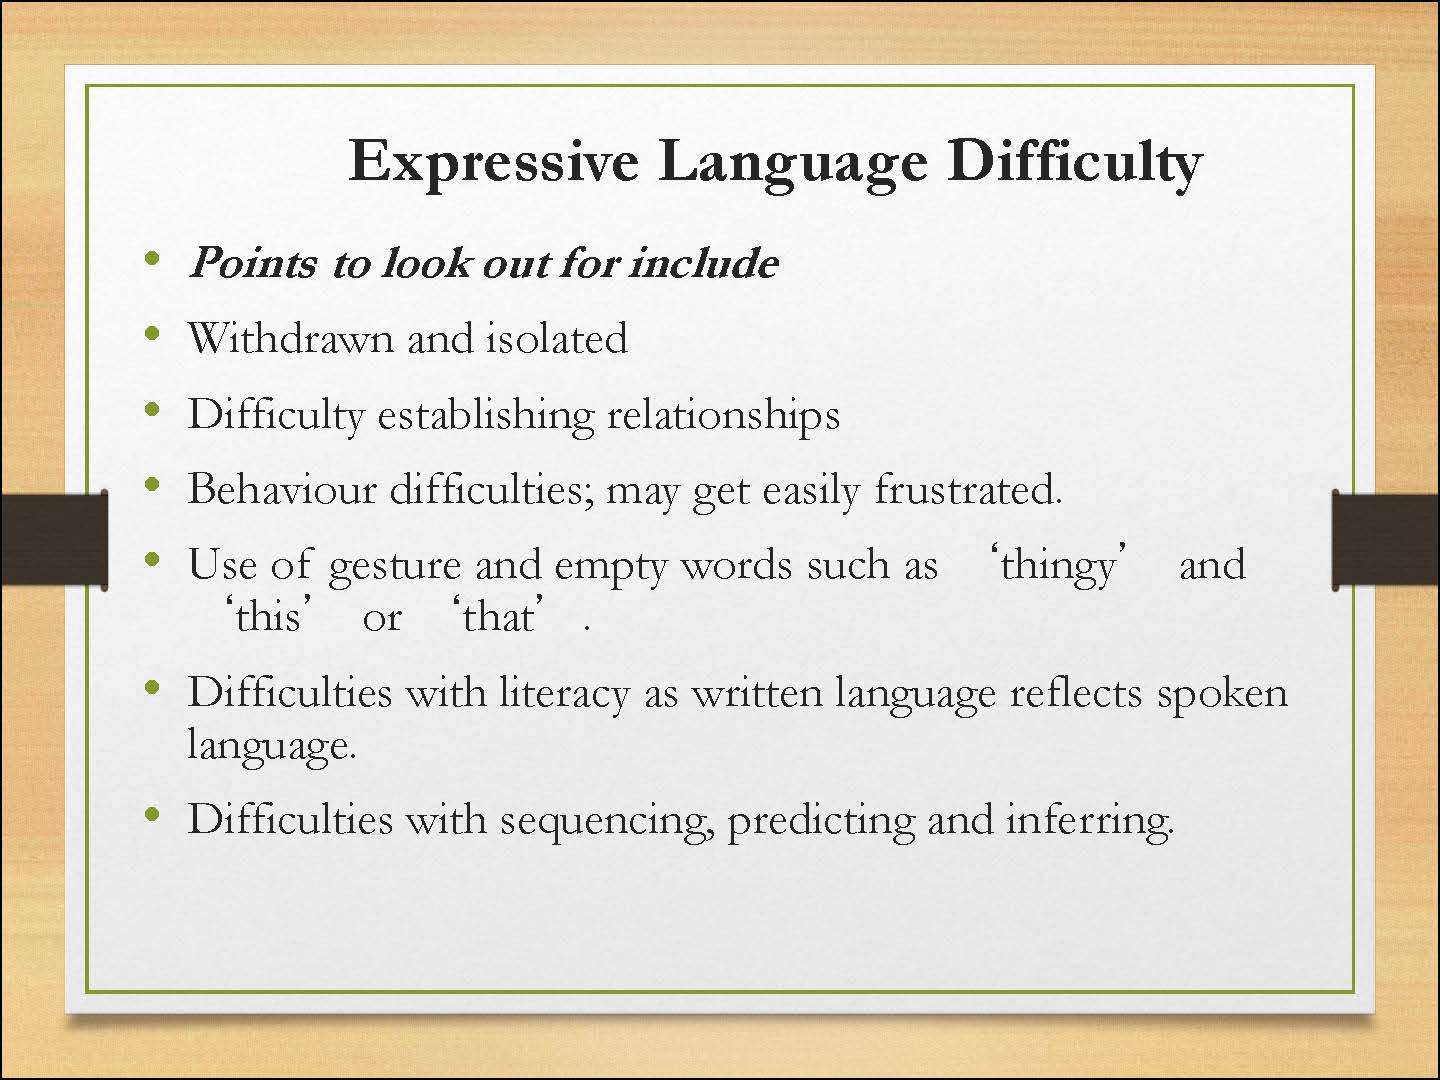 Expressive Language Difficulty
• Points to look out for include
• Withdrawn and isolated
• Difficulty establishing relationships
• Behaviour difficulties; may get easily frustrated.
• Use of gesture and empty words such as ‘thingy’ and
‘this’ or ‘that’ .
• Difficulties with literacy as written language reflects spoken
language.
• Difficulties with sequencing, predicting and inferring.